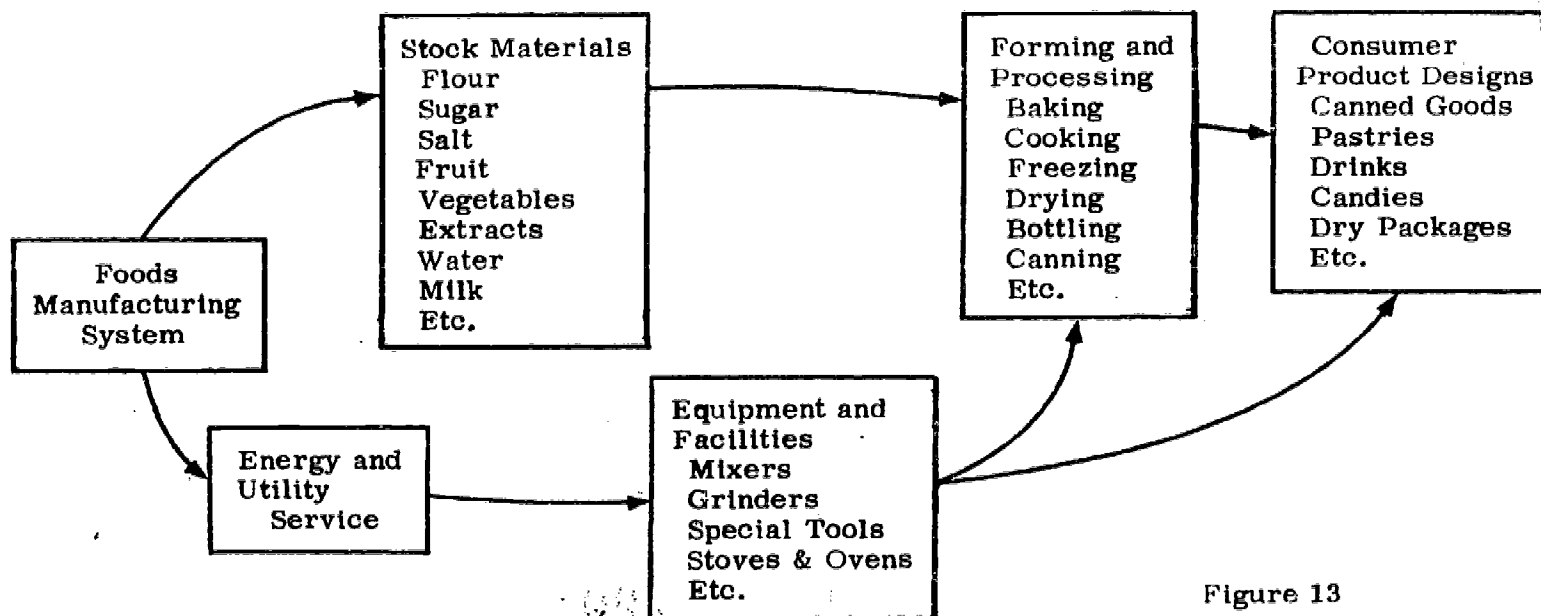 Stock Materials
Flour
Sugar
Salt
Fruit
Vegetables
Extracts
Water
Milk
Etc.
Forming and
Processing
Baking
Cooking
Freezing
Drying
Bottling
Canning
Etc.
Consumer
Product Designs
Canned Goods
Pastries
Drinks
Candies
Dry Packages
Etc.
Foods
Manufacturing
System
Energy and
Utility
Service
Equipment and
Facilities
Mixers
Grinders
Special Tools
Stoves & Ovens
Etc.
Figure 13